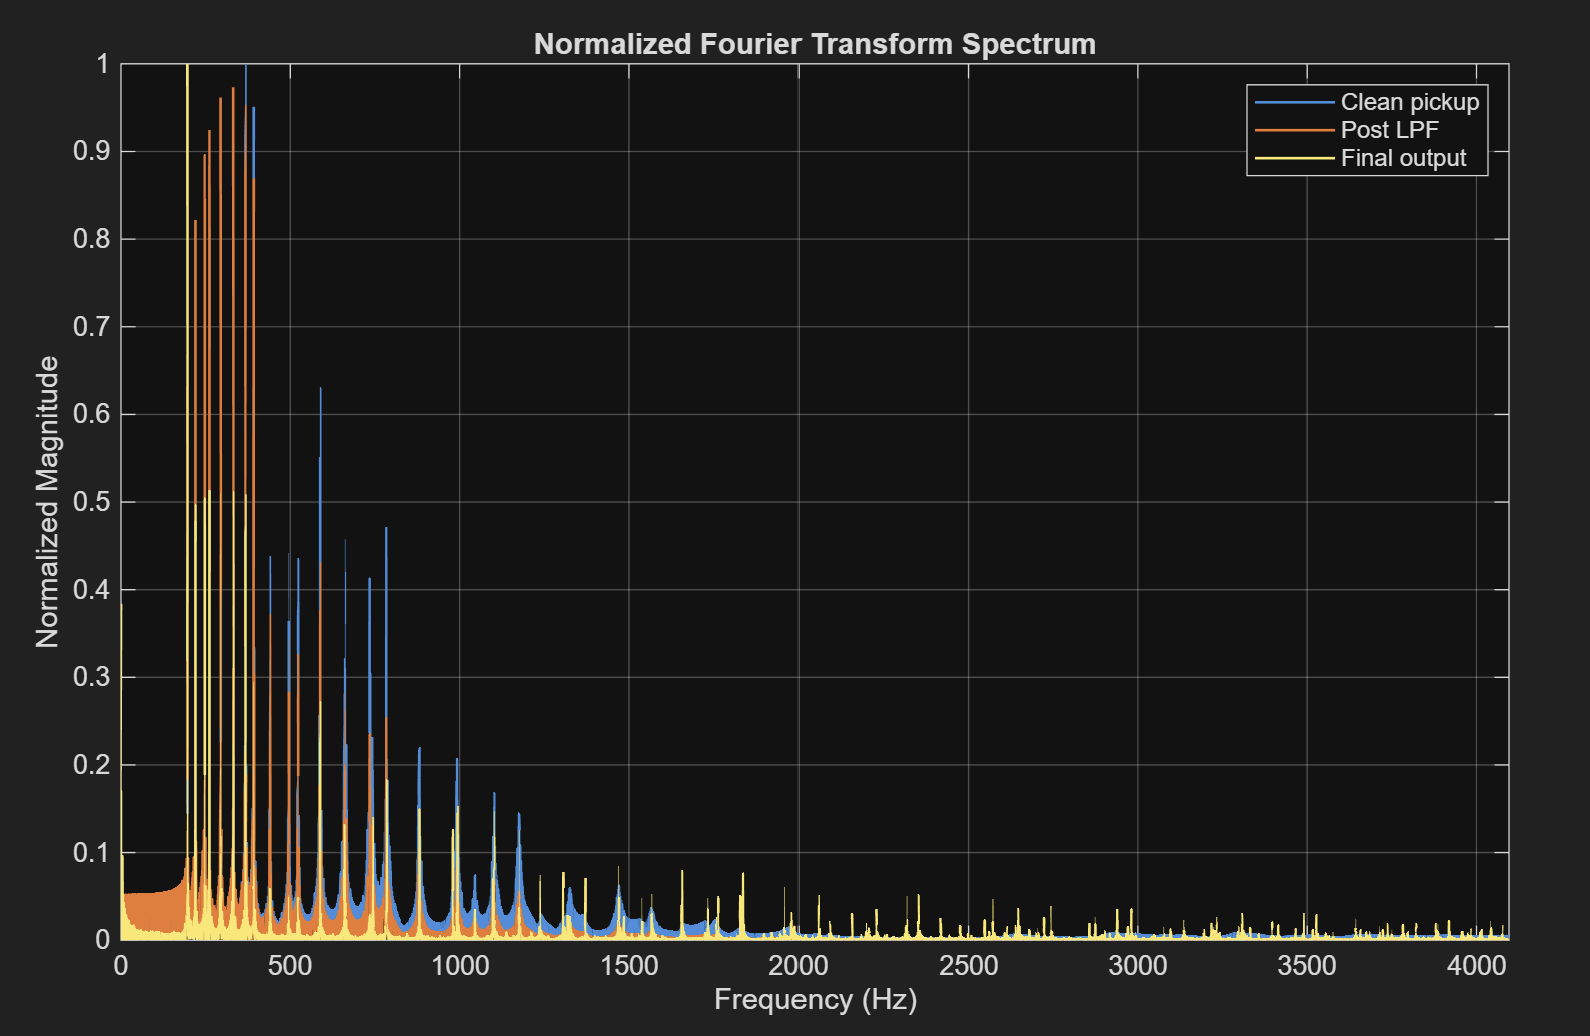 Normalized Fourier Transform Spectrum
Clean pickup
Post LPF
Final output
Normalized Magnitude
1
0.9
0.8
0.7
0.6
0.5
0.4
0.3
0.2
0.1
0
0 500 1000 1500 2000 2500 3000 3500 4000
Frequency (Hz)